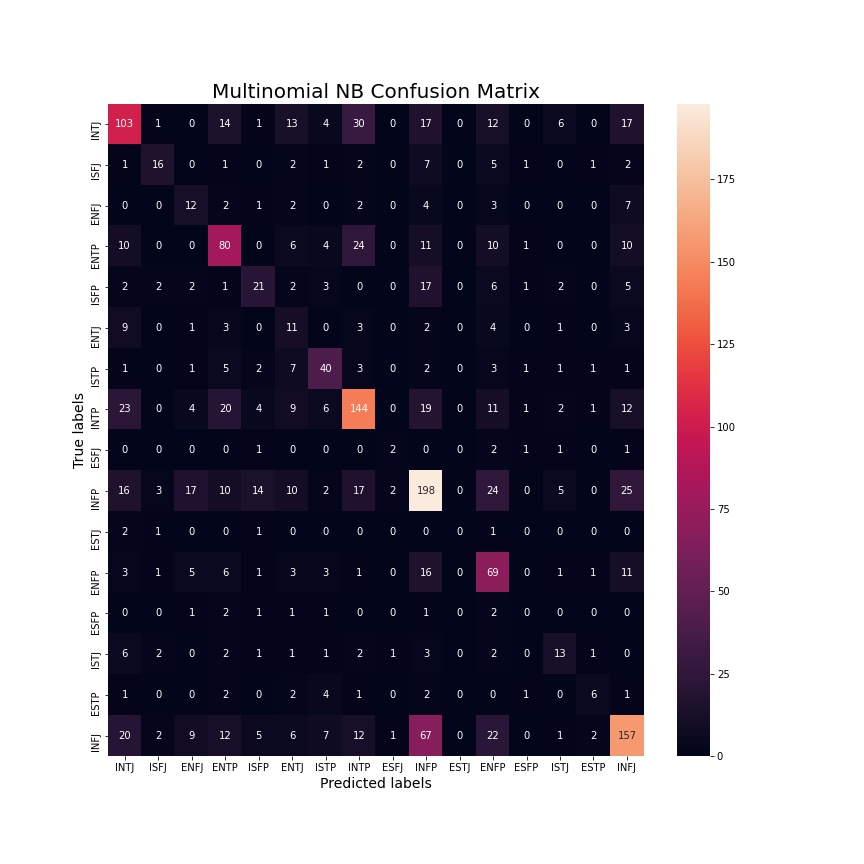 Multinomial NB Confusion Matrix
True labels
INTJ 103 1 0 14 1 13 4 30 0 17 0 12 0 6 0 17
ISFJ 1 16 0 1 0 2 1 2 0 7 0 5 1 0 1 2
ENFJ 0 0 12 2 1 2 0 2 0 4 0 3 0 0 0 7
ENTP 10 0 0 80 0 6 4 24 0 11 0 10 1 0 0 10
ISFP 2 2 2 1 21 2 3 0 0 17 0 6 1 2 0 5
ENTJ 9 0 1 3 0 11 0 3 0 2 0 4 0 1 0 3
ISTP 1 0 1 5 2 7 40 3 0 2 0 3 1 1 1 1
INTP 23 0 4 20 4 9 6 144 0 19 0 11 1 2 1 12
ESFJ 0 0 0 0 1 0 0 0 2 0 0 2 1 1 0 1
INFP 16 3 17 10 14 10 2 17 2 198 0 24 0 5 0 25
ESTJ 2 1 0 0 1 0 0 0 0 0 0 1 0 0 0 0
ENFP 3 1 5 6 1 3 3 1 0 16 0 69 0 1 1 11
ESFP 0 0 1 2 1 1 1 0 0 1 0 2 0 0 0 0
ISTJ 6 2 0 2 1 1 1 2 1 3 0 2 0 13 1 0
ESTP 1 0 0 2 0 2 4 1 0 2 0 0 1 0 6 1
INFJ 20 2 9 12 5 6 7 12 1 67 0 22 0 1 2 157
INTJ ISFJ ENFJ ENTP ISFP ENTJ ISTP INTP ESFJ INFP ESTJ ENFP ESFP ISTJ ESTP INFJ
Predicted labels
175
150
125
100
75
50
25
0